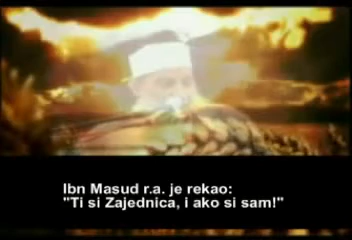 Ibn Masud r.a. je rekao:
"Ti si Zajednica, i ako si sam!"